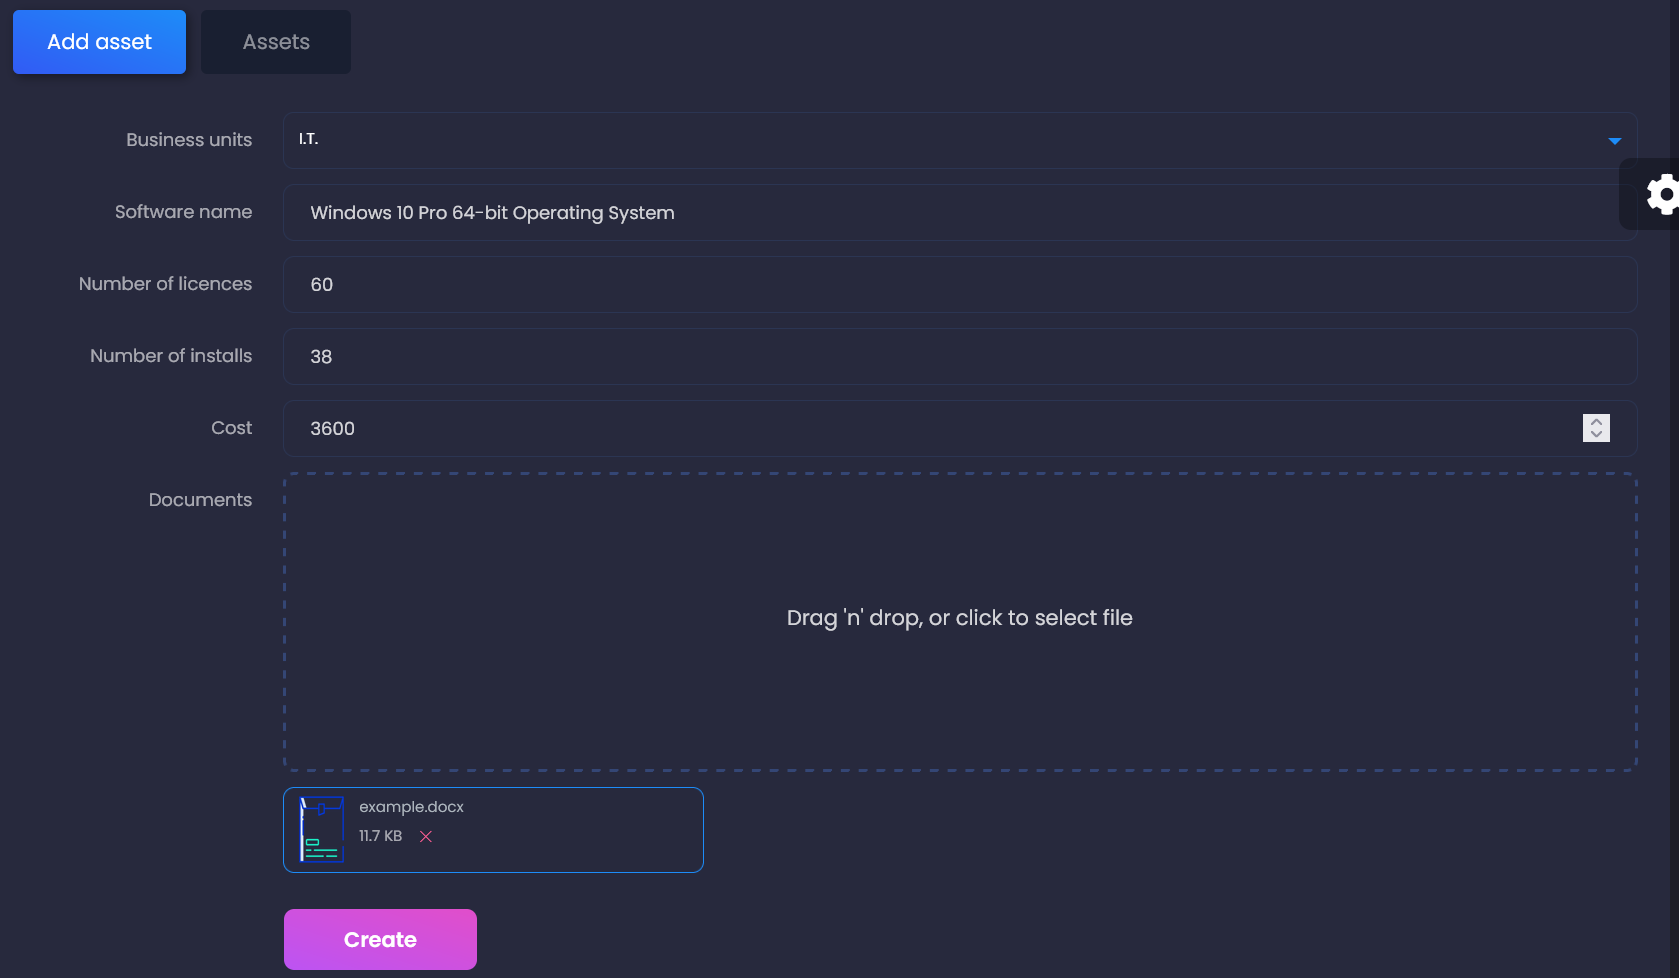 Add asset
Assets
Business units
I.T.
Software name
Windows 10 Pro 64-bit Operating System
Number of licences
60
Number of installs
38
Cost
3600
Documents
Drag 'n' drop, or click to select file
example.docx
11.7 KB
Create